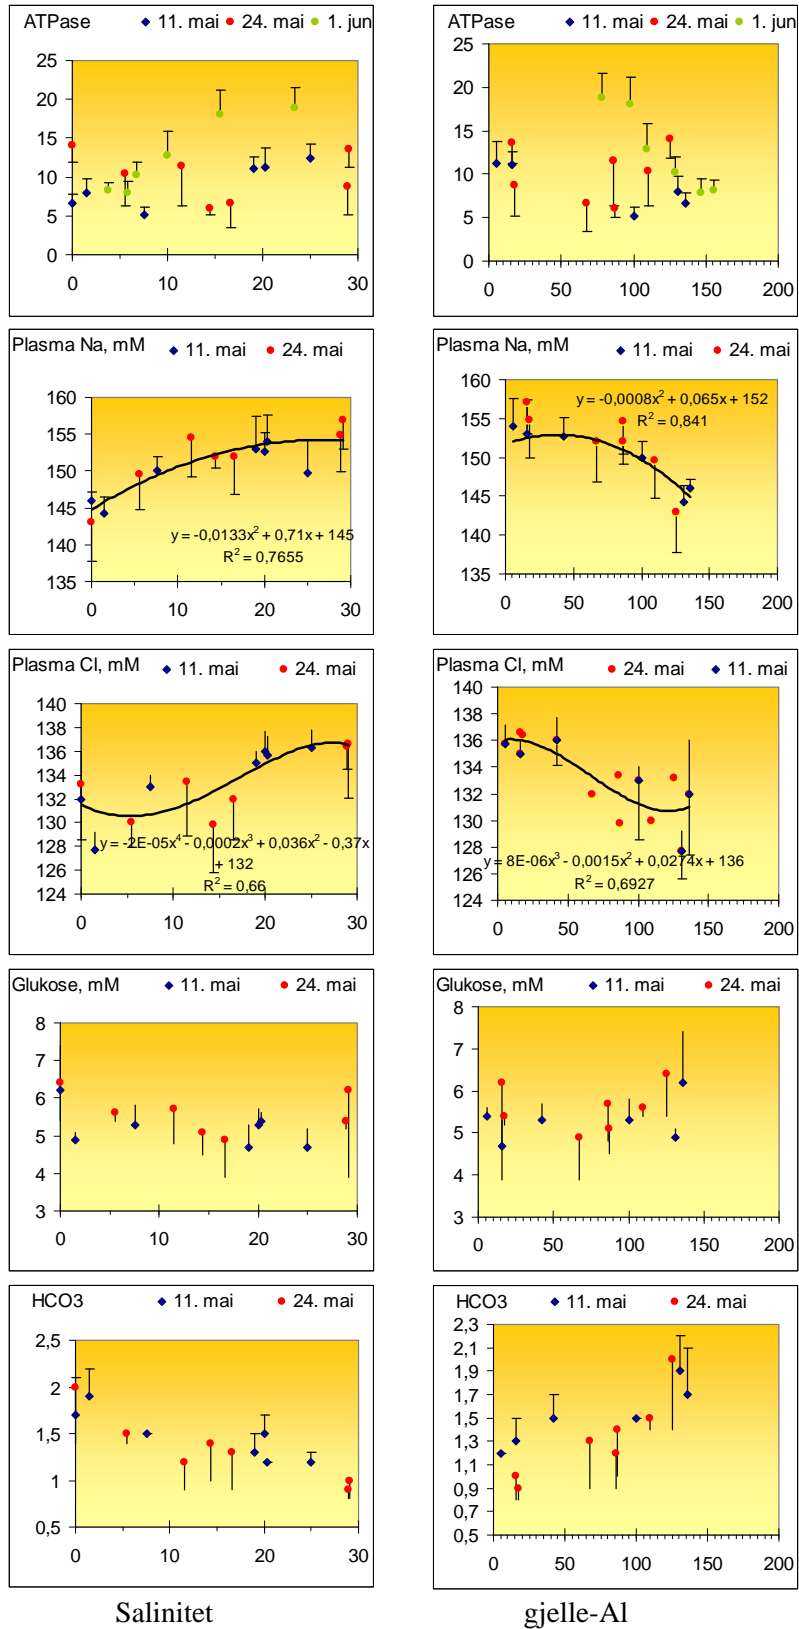 ATPase 11. mai 24. mai 1. jun
25
20
15
10
5
0
0 10 20 30
ATPase 11. mai 24. mai 1. jun
25
20
15
10
5
0
0 50 100 150 200
Plasma Na, mM 11. mai 24. mai
160
155
150
145
140
135
y = -0,0133x² + 0,71x + 145
R² = 0,7655
0 10 20 30
Plasma Na, mM 11. mai 24. mai
160
155
150
145
140
135
y = -0,0008x² + 0,065x + 152
R² = 0,841
0 50 100 150 200
Plasma Cl, mM 11. mai 24. mai
140
138
136
134
132
130
128
126
124
y = -2E-05x⁴ - 0,0002x³ + 0,036x² - 0,37x
+ 132
R² = 0,66
0 10 20 30
Plasma Cl, mM 24. mai 11. mai
140
138
136
134
132
130
128
126
124
y = 8E-06x³ - 0,0015x² + 0,0274x + 136
R² = 0,6927
0 50 100 150 200
Glukose, mM 11. mai 24. mai
8
7
6
5
4
3
0 10 20 30
Glukose, mM 11. mai 24. mai
8
7
6
5
4
3
0 50 100 150 200
HCO3 11. mai 24. mai
2,5
2
1,5
1
0,5
0 10 20 30
HCO3 11. mai 24. mai
2,3
2,1
1,9
1,7
1,5
1,3
1,1
0,9
0,7
0,5
0 50 100 150 200
Salinitet gjelle-Al